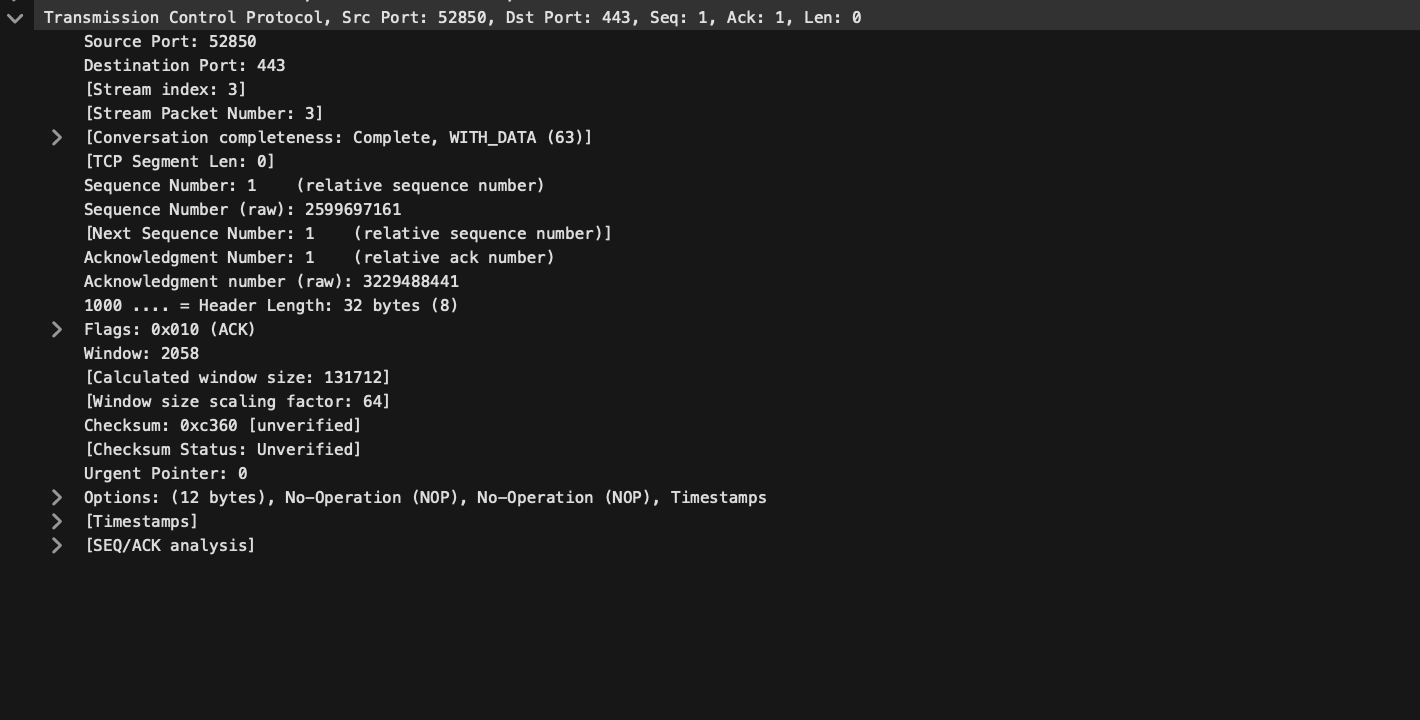 Transmission Control Protocol, Src Port: 52850, Dst Port: 443, Seq: 1, Ack: 1, Len: 0
Source Port: 52850
Destination Port: 443
[Stream index: 3]
[Stream Packet Number: 3]
[Conversation completeness: Complete, WITH_DATA (63)]
[TCP Segment Len: 0]
Sequence Number: 1    (relative sequence number)
Sequence Number (raw): 2599697161
[Next Sequence Number: 1    (relative sequence number)]
Acknowledgment Number: 1    (relative ack number)
Acknowledgment number (raw): 3229488441
1000 .... = Header Length: 32 bytes (8)
Flags: 0x010 (ACK)
Window: 2058
[Calculated window size: 131712]
[Window size scaling factor: 64]
Checksum: 0xc360 [unverified]
[Checksum Status: Unverified]
Urgent Pointer: 0
Options: (12 bytes), No-Operation (NOP), No-Operation (NOP), Timestamps
[Timestamps]
[SEQ/ACK analysis]